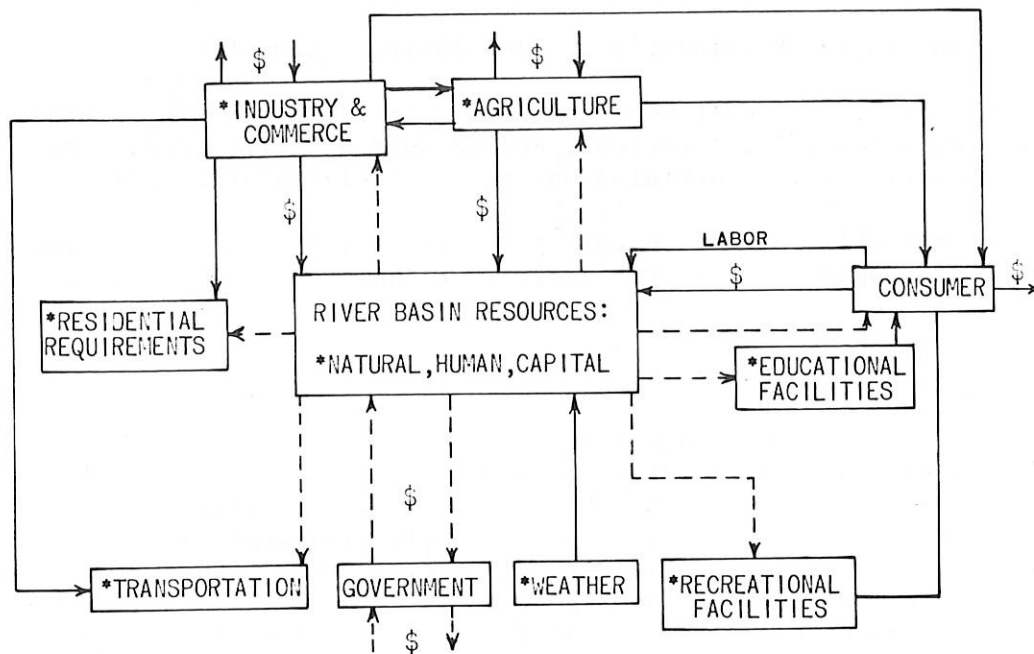 $
$
*INDUSTRY &
COMMERCE
*AGRICULTURE
$
$
LABOR
$
CONSUMER
$
RIVER BASIN RESOURCES:
*NATURAL,HUMAN,CAPITAL
*RESIDENTIAL
REQUIREMENTS
*EDUCATIONAL
FACILITIES
$
*TRANSPORTATION
GOVERNMENT
*WEATHER
*RECREATIONAL
FACILITIES
$